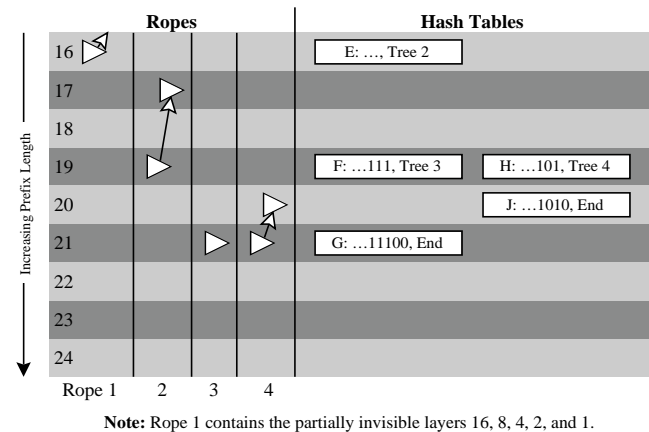 Ropes
Hash Tables
Increasing Prefix Length
16
E: …, Tree 2
17
18
19
F: …111, Tree 3
H: …101, Tree 4
20
J: …1010, End
21
G: …11100, End
22
23
24
Rope 1 2 3 4
Note: Rope 1 contains the partially invisible layers 16, 8, 4, 2, and 1.